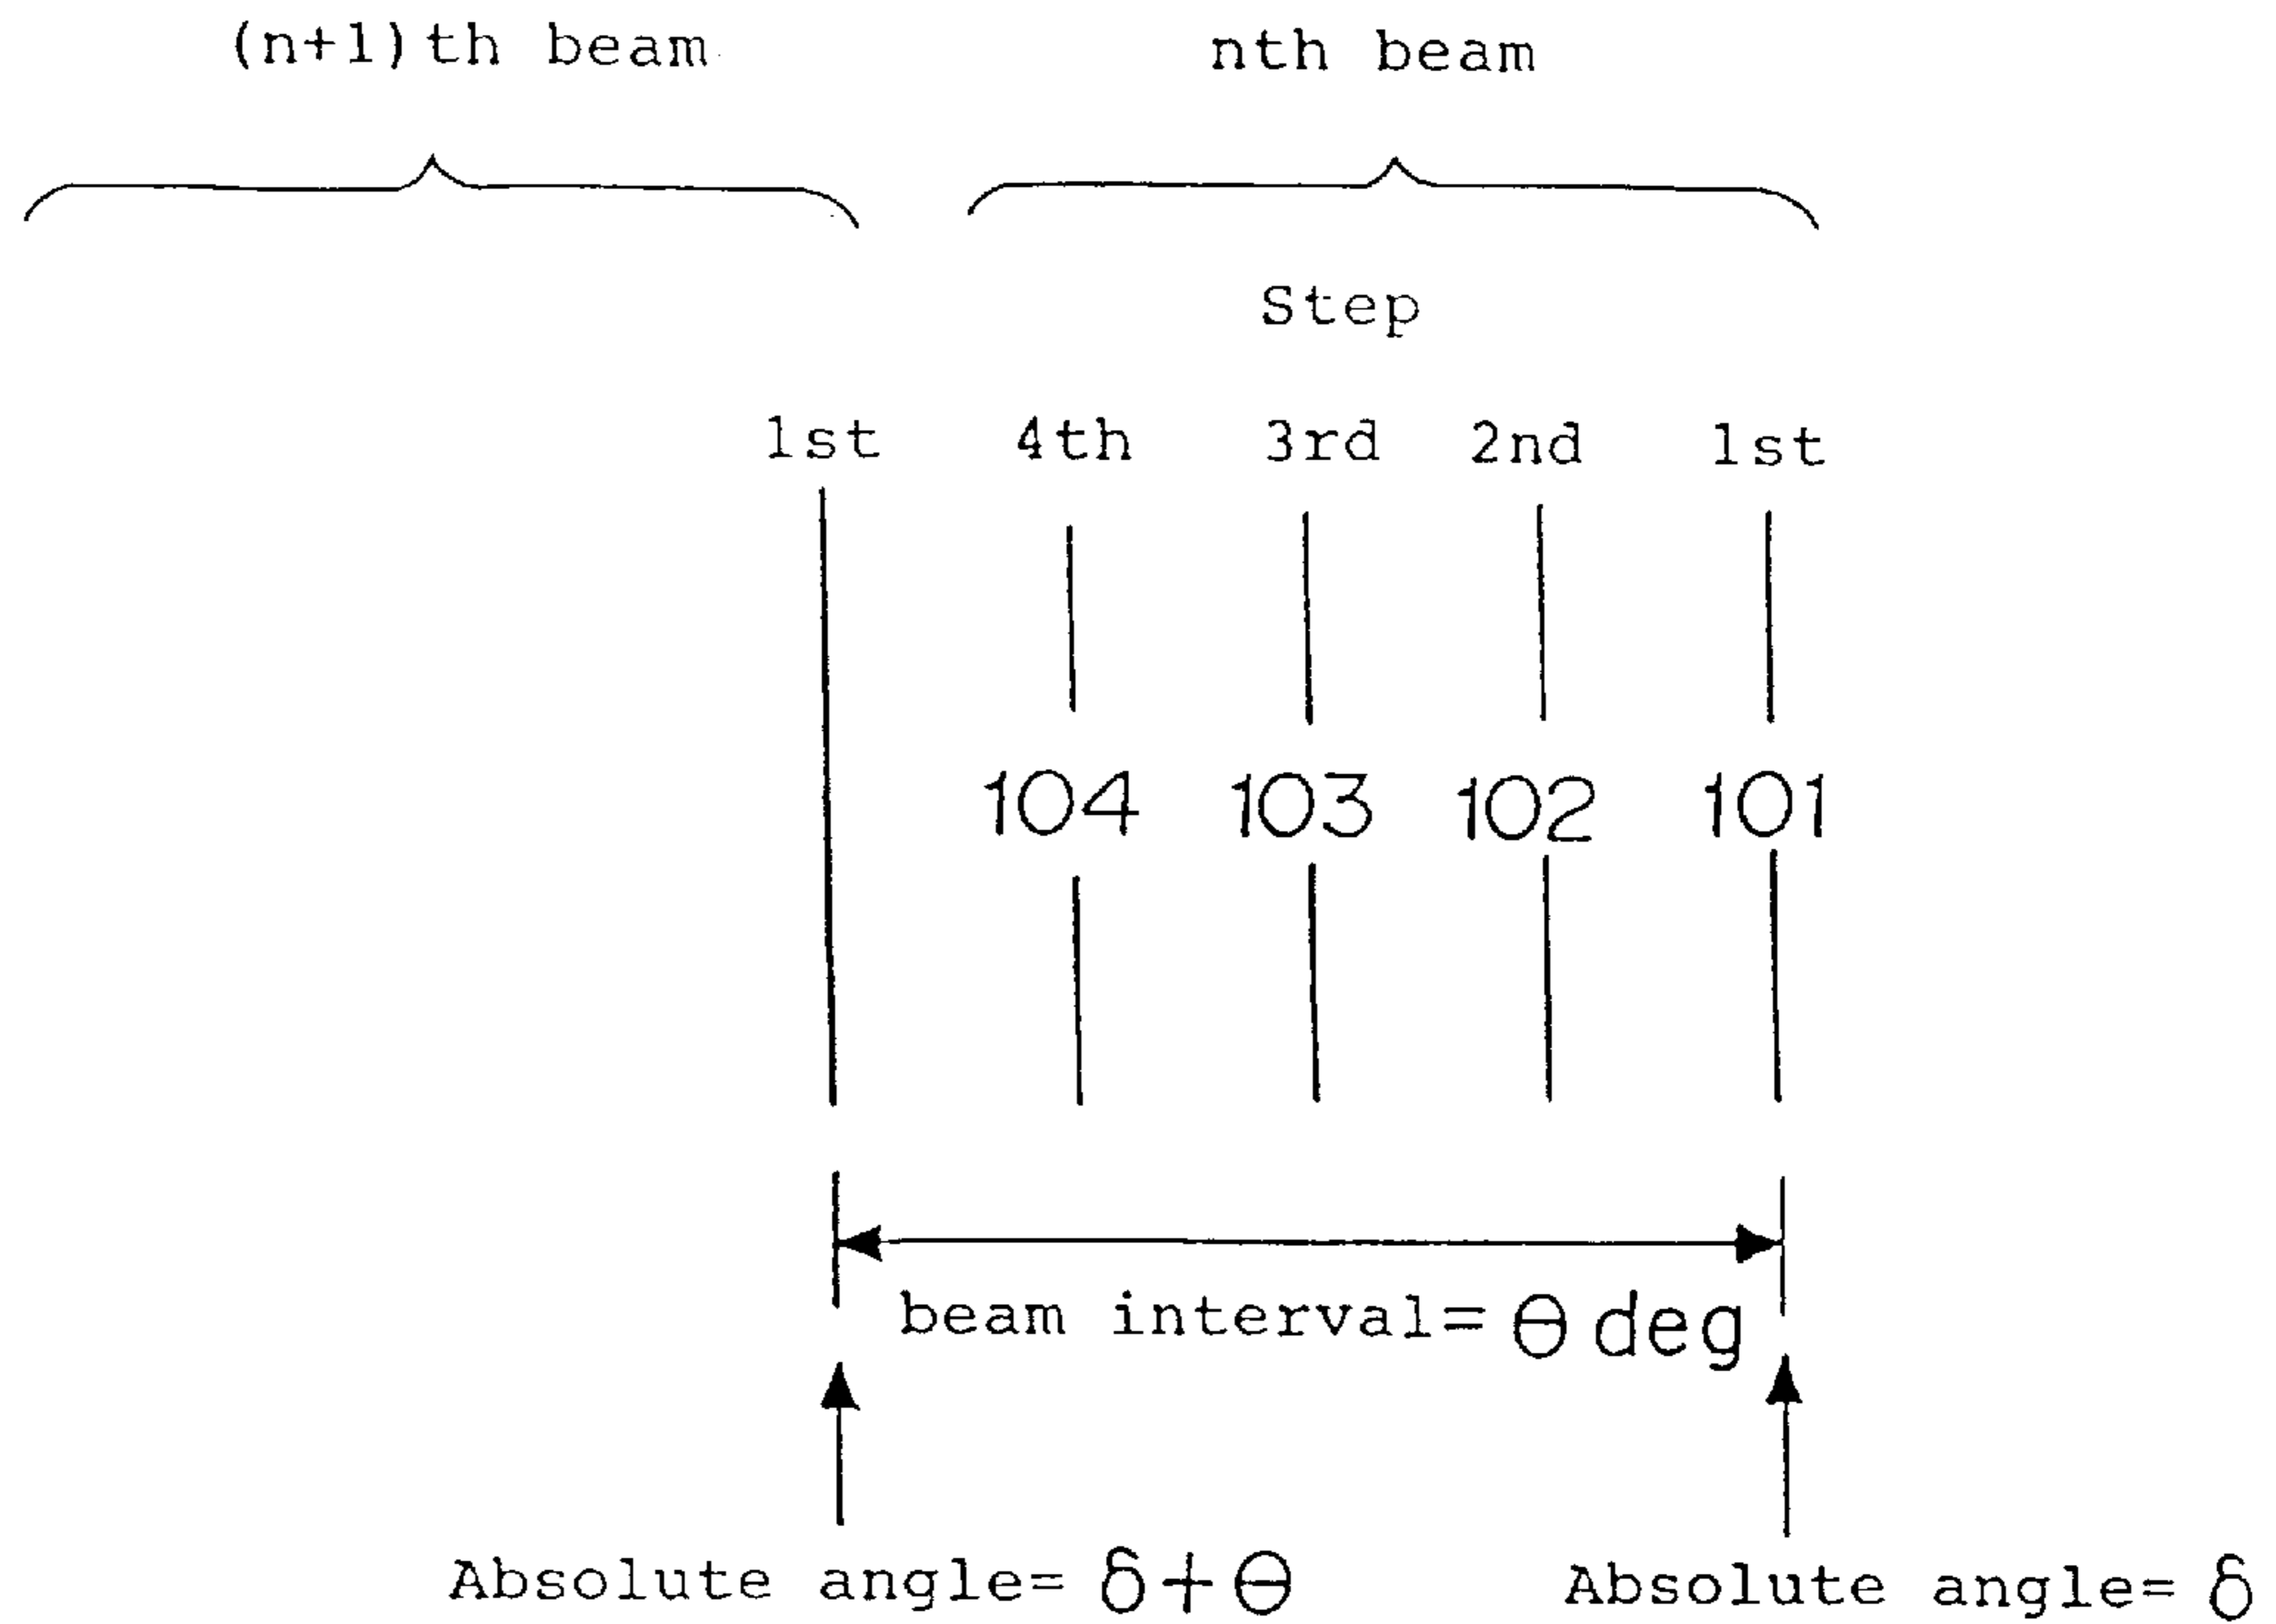 (n+1)th beam nth beam
Step
1st 4th 3rd 2nd 1st
104 103 102 101
beam interval= θ deg
Absolute angle= δ+θ Absolute angle= δ